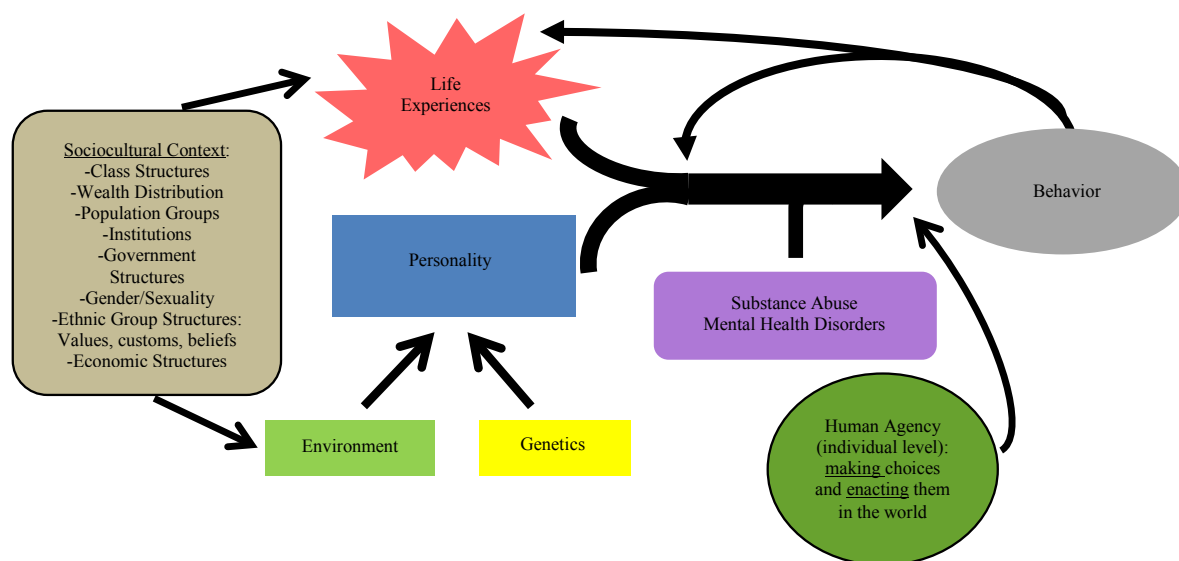 Life
Experiences
Sociocultural Context:
-Class Structures
-Wealth Distribution
-Population Groups
-Institutions
-Government
Structures
-Gender/Sexuality
-Ethnic Group Structures:
Values, customs, beliefs
-Economic Structures
Behavior
Personality
Substance Abuse
Mental Health Disorders
Environment
Genetics
Human Agency
(individual level):
making choices
and enacting them
in the world